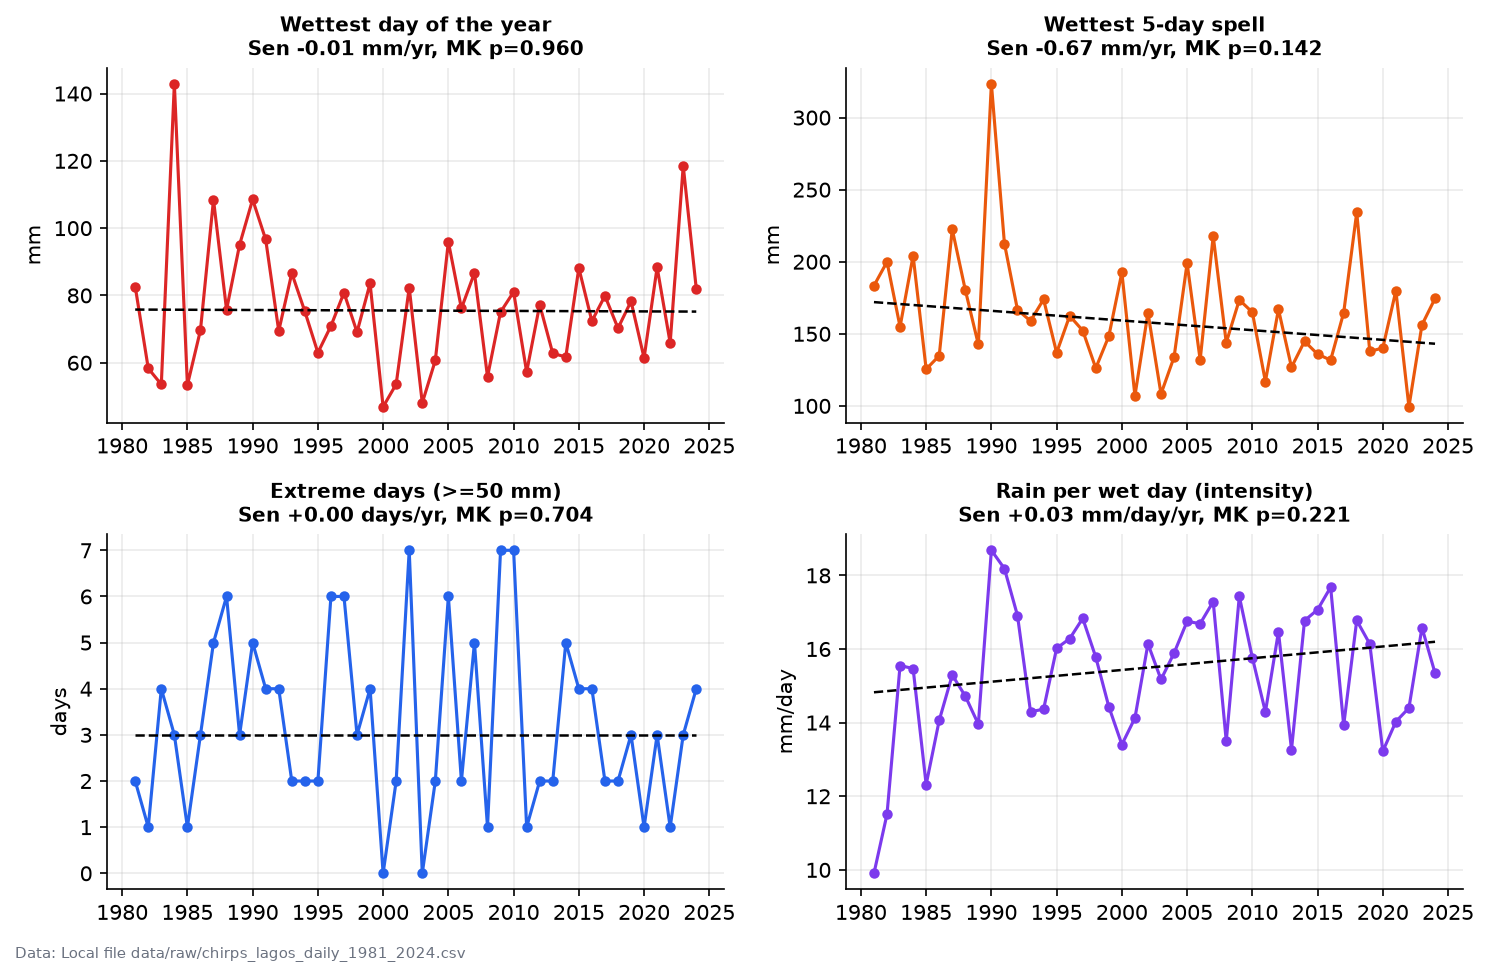 Wettest day of the year
Sen -0.01 mm/yr, MK p=0.960
mm
140
120
100
80
60
1980 1985 1990 1995 2000 2005 2010 2015 2020 2025
Wettest 5-day spell
Sen -0.67 mm/yr, MK p=0.142
mm
300
250
200
150
100
1980 1985 1990 1995 2000 2005 2010 2015 2020 2025
Extreme days (>=50 mm)
Sen +0.00 days/yr, MK p=0.704
days
7
6
5
4
3
2
1
0
1980 1985 1990 1995 2000 2005 2010 2015 2020 2025
Rain per wet day (intensity)
Sen +0.03 mm/day/yr, MK p=0.221
mm/day
18
16
14
12
10
1980 1985 1990 1995 2000 2005 2010 2015 2020 2025
Data: Local file data/raw/chirps_lagos_daily_1981_2024.csv